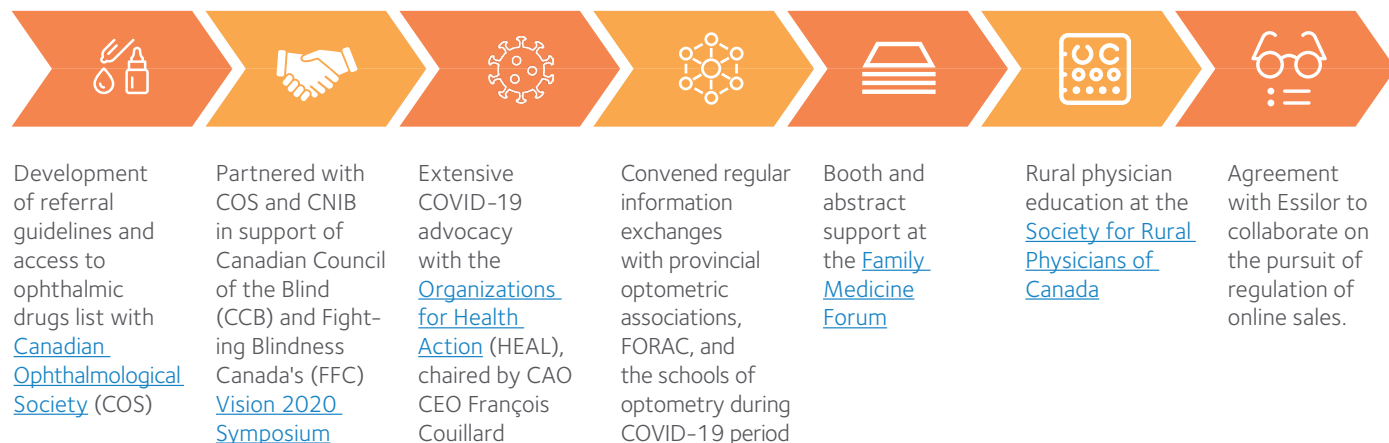 Development
of referral
guidelines and
access to
ophthalmic
drugs list with
Canadian
Ophthalmological
Society (COS)
Partnered with
COS and CNIB
in support of
Canadian Council
of the Blind
(CCB) and Fight-
ing Blindness
Canada's (FFC)
Vision 2020
Symposium
Extensive
COVID-19
advocacy
with the
Organizations
for Health
Action (HEAL),
chaired by CAO
CEO François
Couillard
Convened regular
information
exchanges
with provincial
optometric
associations,
FORAC, and
the schools of
optometry during
COVID-19 period
Booth and
abstract
support at
the Family
Medicine
Forum
Rural physician
education at the
Society for Rural
Physicians of
Canada
Agreement
with Essilor to
collaborate on
the pursuit of
regulation of
online sales.